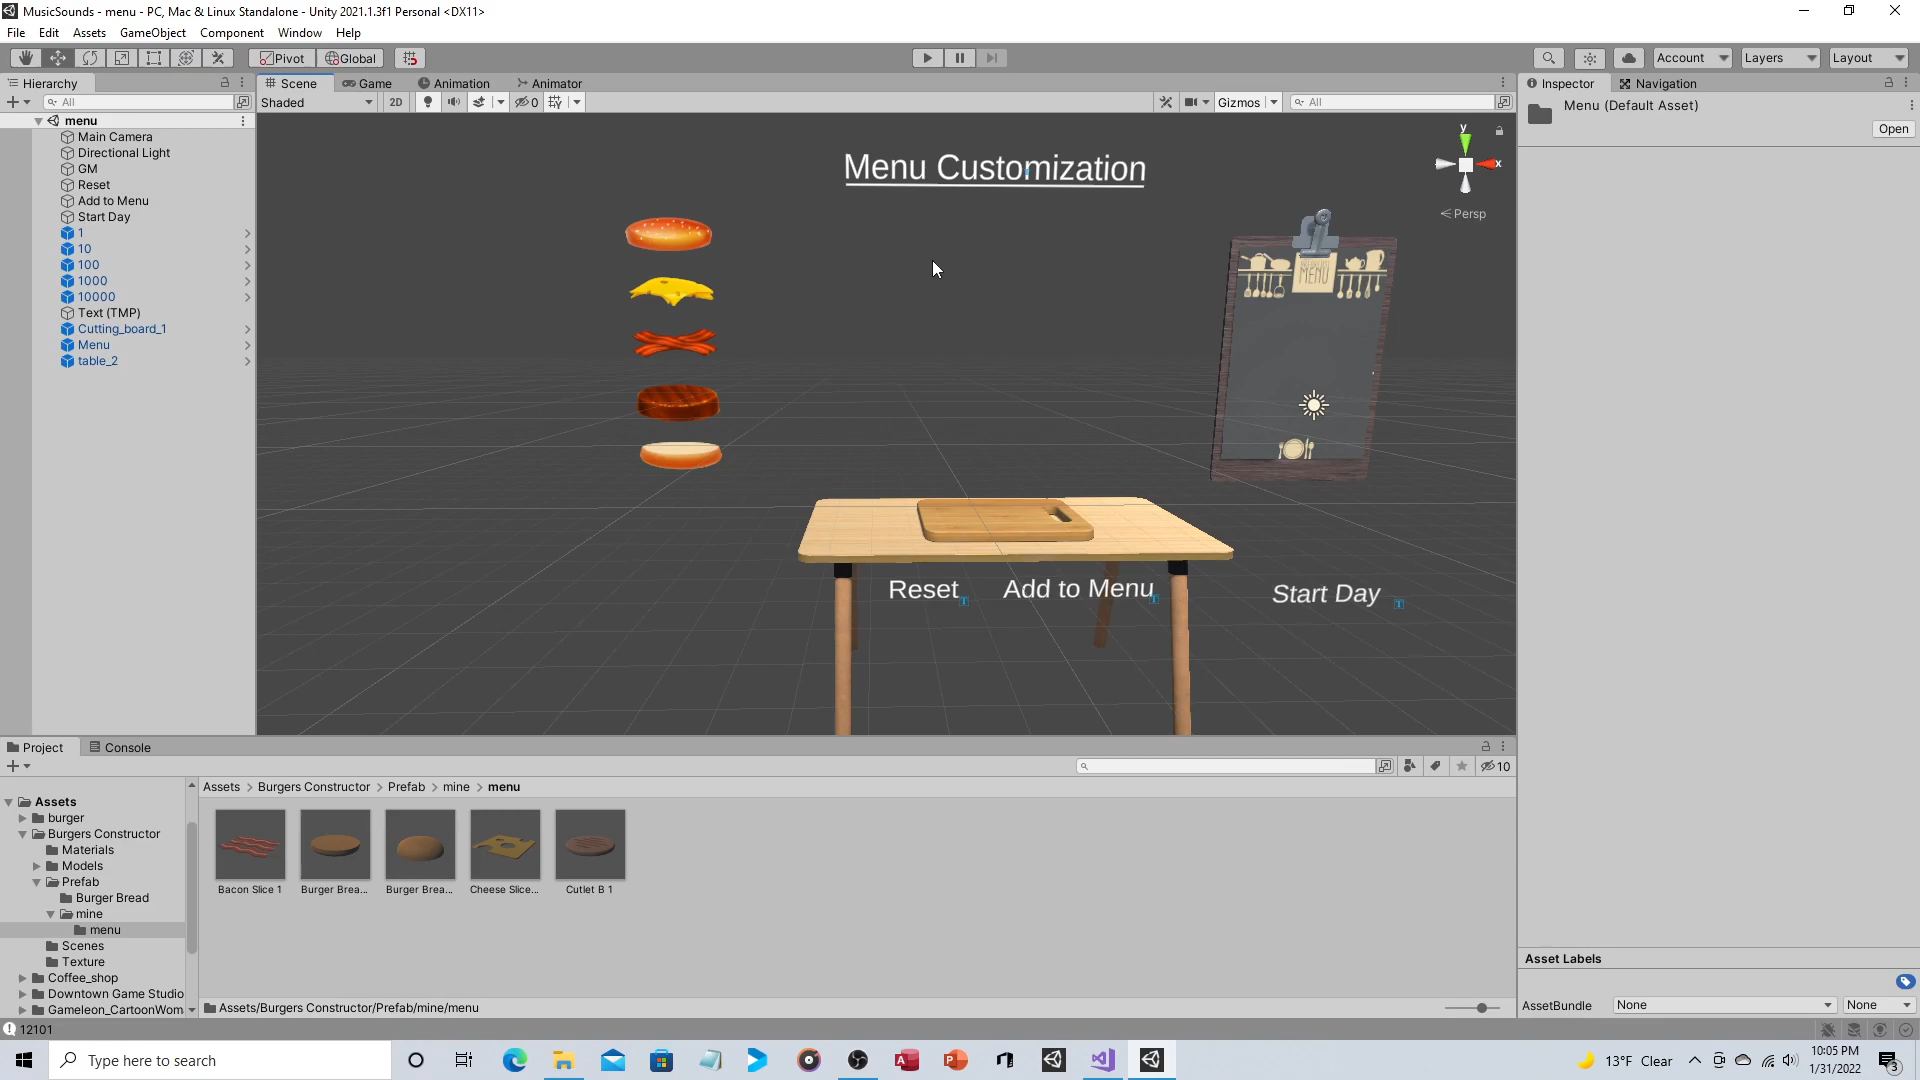 MusicSounds - menu - PC, Mac & Linux Standalone - Unity 2021.1.3f1 Personal <DX11>
File Edit Assets GameObject Component Window Help
Pivot Global
Account Layers Layout
Hierarchy
All
menu
Main Camera
Directional Light
GM
Reset
Add to Menu
Start Day
1
10
100
1000
10000
Text (TMP)
Cutting_board_1
Menu
table_2
Scene Game Animation Animator
Shaded 2D 0 Gizmos All
Menu Customization
y
x
Persp
MENU
Reset
Add to Menu
Start Day
Inspector Navigation
Menu (Default Asset)
Open
Project Console
10
Assets
burger
Burgers Constructor
Materials
Models
Prefab
Burger Bread
mine
menu
Scenes
Texture
Coffee_shop
Downtown Game Studio
Gameleon_CartoonWom
Assets > Burgers Constructor > Prefab > mine > menu
Bacon Slice 1
Burger Brea...
Burger Brea...
Cheese Slice...
Cutlet B 1
Assets/Burgers Constructor/Prefab/mine/menu
Asset Labels
AssetBundle None None
12101
Type here to search
13°F Clear
10:05 PM
1/31/2022
3